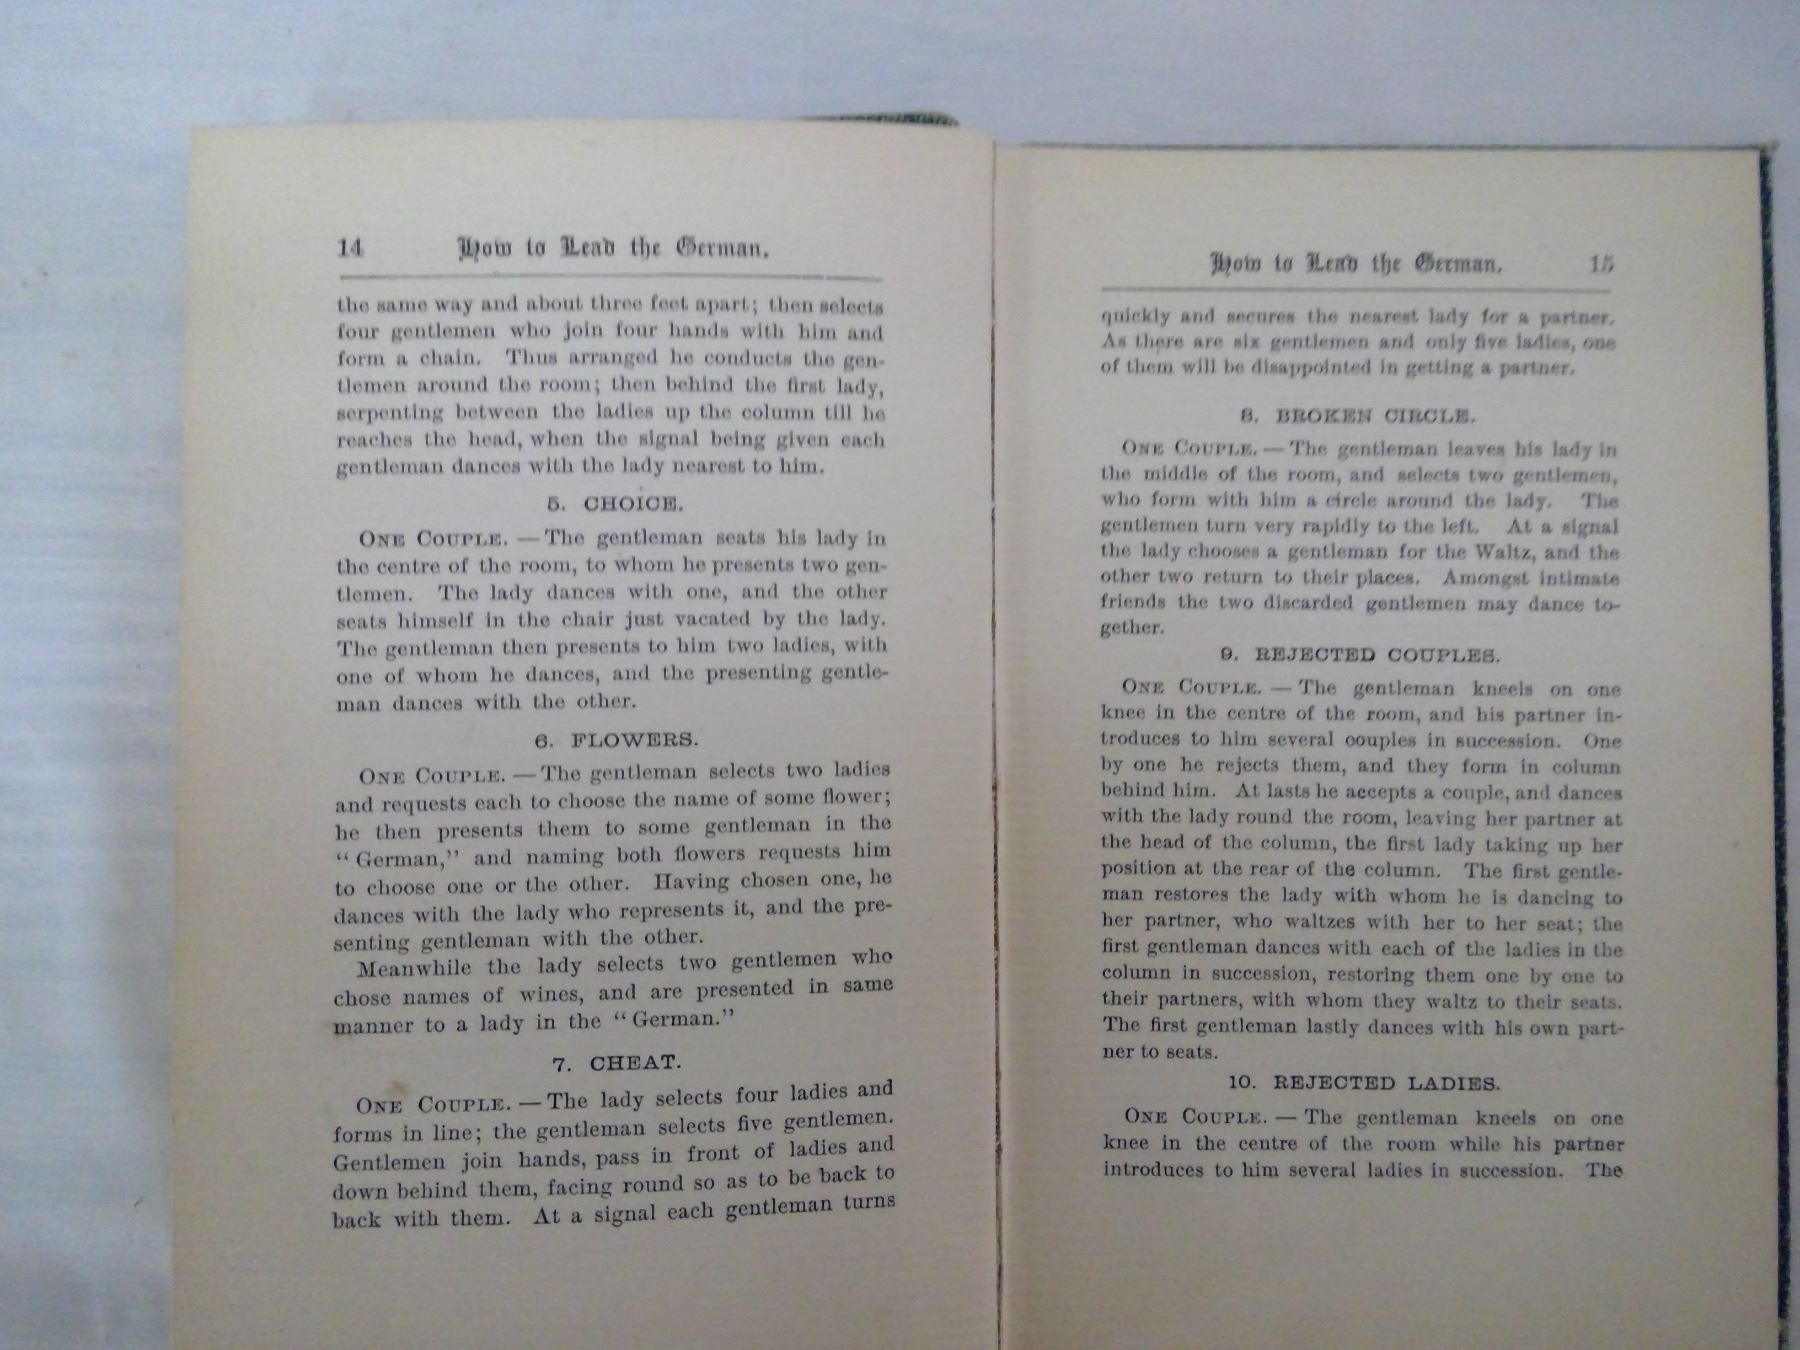 14 How to Lead the German.
the same way and about three feet apart; then selects
four gentlemen who join four hands with him and
form a chain. Thus arranged he conducts the gen-
tlemen around the room; then behind the first lady,
serpenting between the ladies up the column till he
reaches the head, when the signal being given each
gentleman dances with the lady nearest to him.
5. CHOICE.
ONE COUPLE. — The gentleman seats his lady in
the centre of the room, to whom he presents two gen-
tlemen. The lady dances with one, and the other
seats himself in the chair just vacated by the lady.
The gentleman then presents to him two ladies, with
one of whom he dances, and the presenting gentle-
man dances with the other.
6. FLOWERS.
ONE COUPLE. — The gentleman selects two ladies
and requests each to choose the name of some flower;
he then presents them to some gentleman in the
“German,” and naming both flowers requests him
to choose one or the other. Having chosen one, he
dances with the lady who represents it, and the pre-
senting gentleman with the other.
Meanwhile the lady selects two gentlemen who
chose names of wines, and are presented in same
manner to a lady in the “German.”
7. CHEAT.
ONE COUPLE. — The lady selects four ladies and
forms in line; the gentleman selects five gentlemen.
Gentlemen join hands, pass in front of ladies and
down behind them, facing round so as to be back to
back with them. At a signal each gentleman turns
How to Lead the German. 15
quickly and secures the nearest lady for a partner.
As there are six gentlemen and only five ladies, one
of them will be disappointed in getting a partner.
8. BROKEN CIRCLE.
ONE COUPLE. — The gentleman leaves his lady in
the middle of the room, and selects two gentlemen,
who form with him a circle around the lady. The
gentlemen turn very rapidly to the left. At a signal
the lady chooses a gentleman for the Waltz, and the
other two return to their places. Amongst intimate
friends the two discarded gentlemen may dance to-
gether.
9. REJECTED COUPLES.
ONE COUPLE. — The gentleman kneels on one
knee in the centre of the room, and his partner in-
troduces to him several couples in succession. One
by one he rejects them, and they form in column
behind him. At lasts he accepts a couple, and dances
with the lady round the room, leaving her partner at
the head of the column, the first lady taking up her
position at the rear of the column. The first gentle-
man restores the lady with whom he is dancing to
her partner, who waltzes with her to her seat; the
first gentleman dances with each of the ladies in the
column in succession, restoring them one by one to
their partners, with whom they waltz to their seats.
The first gentleman lastly dances with his own part-
ner to seats.
10. REJECTED LADIES.
ONE COUPLE. — The gentleman kneels on one
knee in the centre of the room while his partner
introduces to him several ladies in succession. The